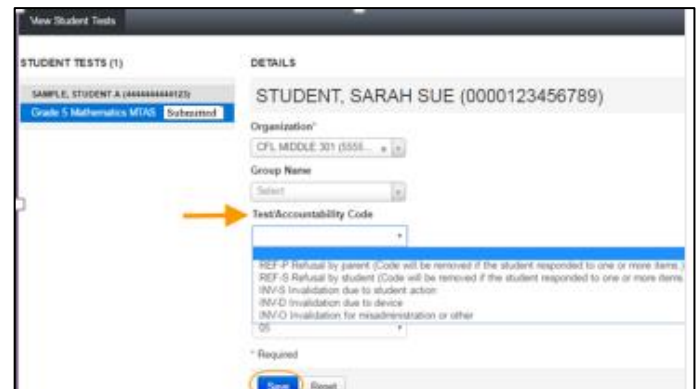 View Student Tests
STUDENT TESTS (1)
SAMPLE, STUDENT A (4444444444123)
Grade 5 Mathematics MTAS Submitted
DETAILS
STUDENT, SARAH SUE (0000123456789)
Organization*
CFL MIDDLE 301 (5555...
Group Name
Select
Test/Accountability Code
REF-P Refusal by parent (Code will be removed if the student responded to one or more items.)
REF-S Refusal by student (Code will be removed if the student responded to one or more items.
INV-S Invalidation due to student action
INV-D Invalidation due to device
INV-O Invalidation for misadministration or other
05
* Required
Save Reset